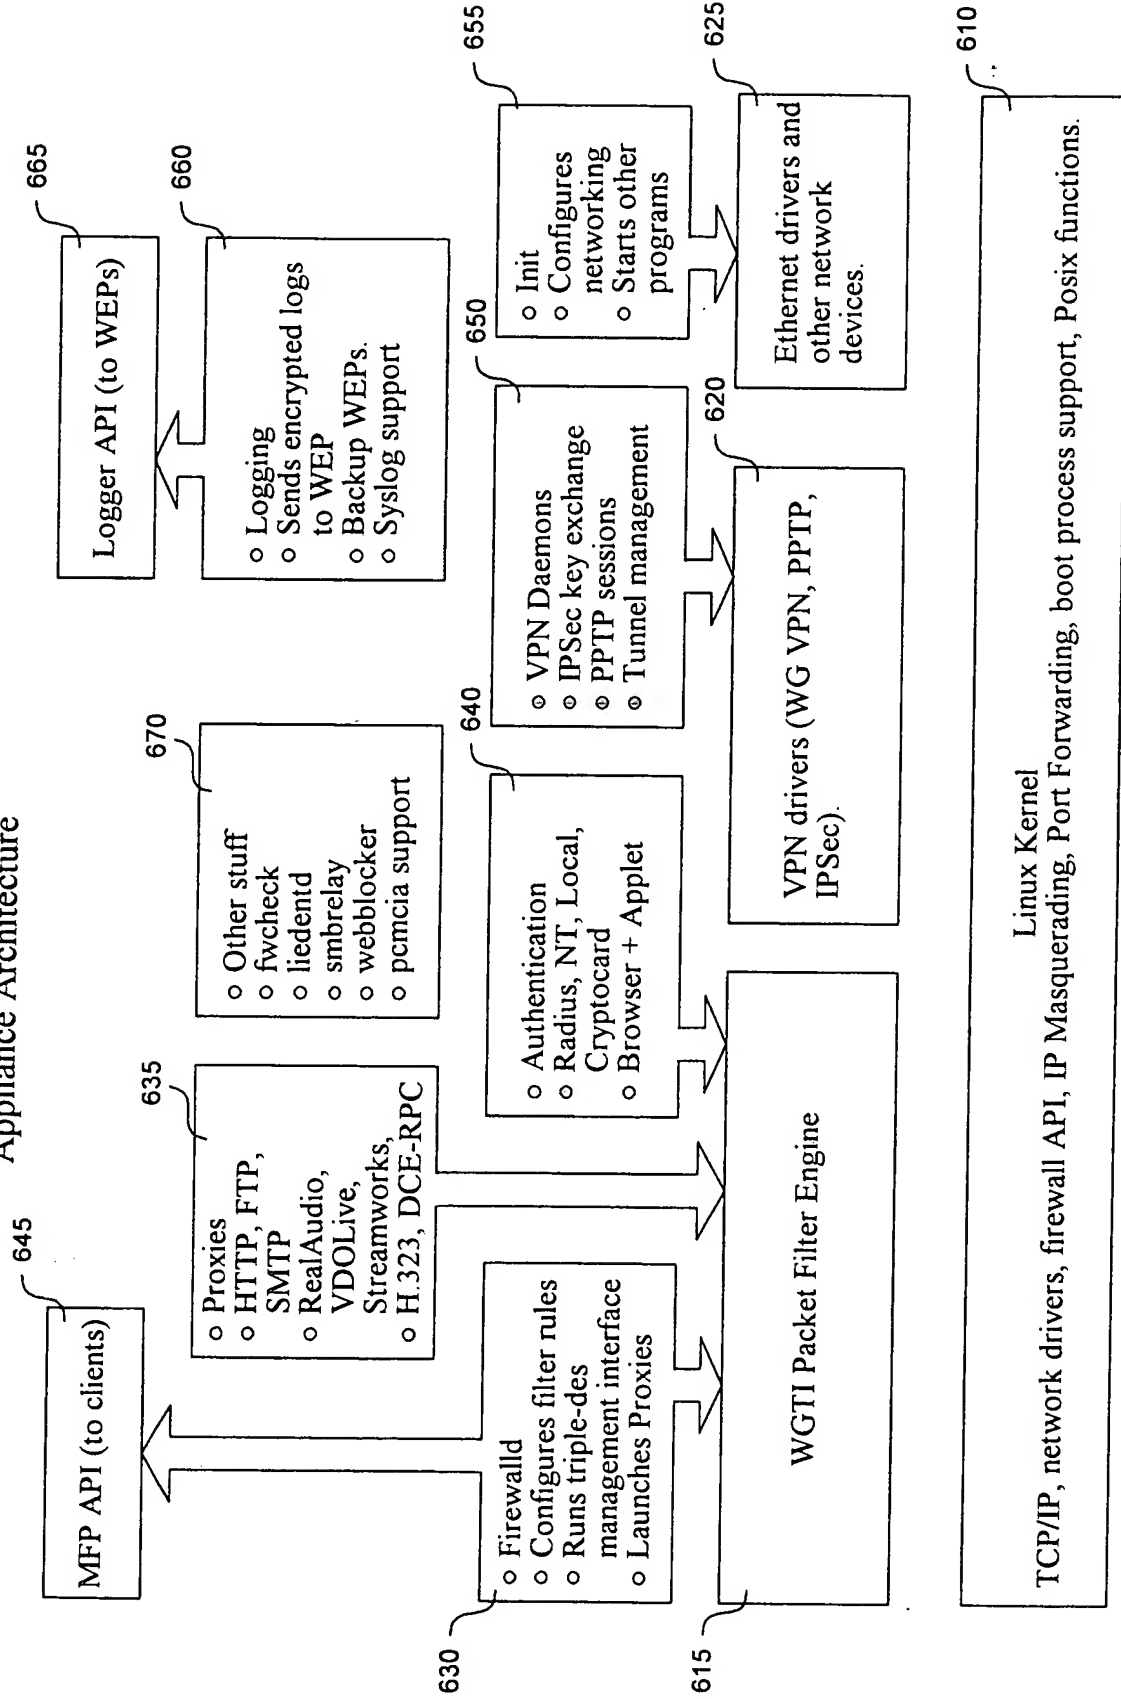 Appliance Architecture
645
MFP API (to clients)
665
Logger API (to WEPs)
635
○ Proxies
○ HTTP, FTP,
SMTP
○ RealAudio,
VDOLive,
Streamworks,
○ H.323, DCE-RPC
670
○ Other stuff
○ fwcheck
○ liedentd
○ smbrelay
○ webblocker
○ pcmcia support
660
○ Logging
○ Sends encrypted logs
to WEP
○ Backup WEPs.
○ Syslog support
630
○ Firewalld
○ Configures filter rules
○ Runs triple-des
management interface
○ Launches Proxies
640
○ Authentication
○ Radius, NT, Local,
Cryptocard
○ Browser + Applet
650
○ VPN Daemons
○ IPSec key exchange
○ PPTP sessions
○ Tunnel management
655
○ Init
○ Configures
networking
○ Starts other
programs
615
WGTI Packet Filter Engine
620
VPN drivers (WG VPN, PPTP,
IPSec).
625
Ethernet drivers and
other network
devices.
610
Linux Kernel
TCP/IP, network drivers, firewall API, IP Masquerading, Port Forwarding, boot process support, Posix functions.